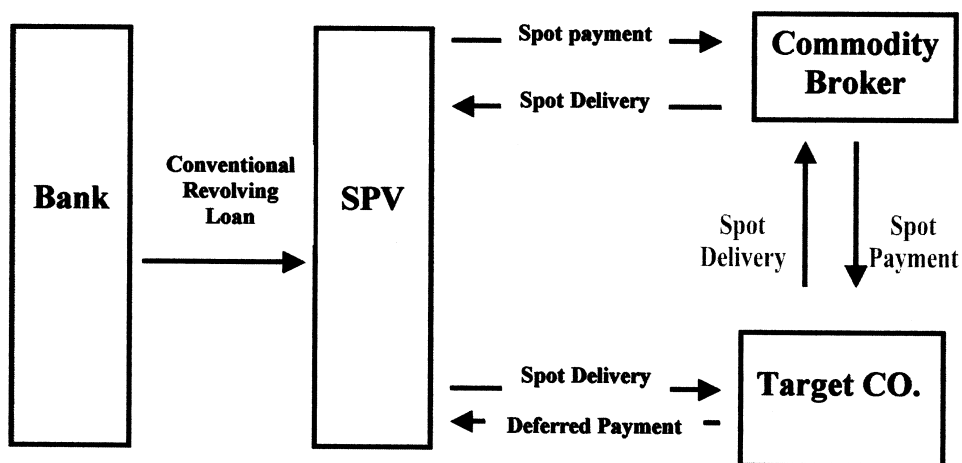 Spot payment
Commodity
Broker
Spot Delivery
Conventional
Revolving
Loan
Bank
SPV
Spot
Delivery
Spot
Payment
Spot Delivery
Target CO.
Deferred Payment